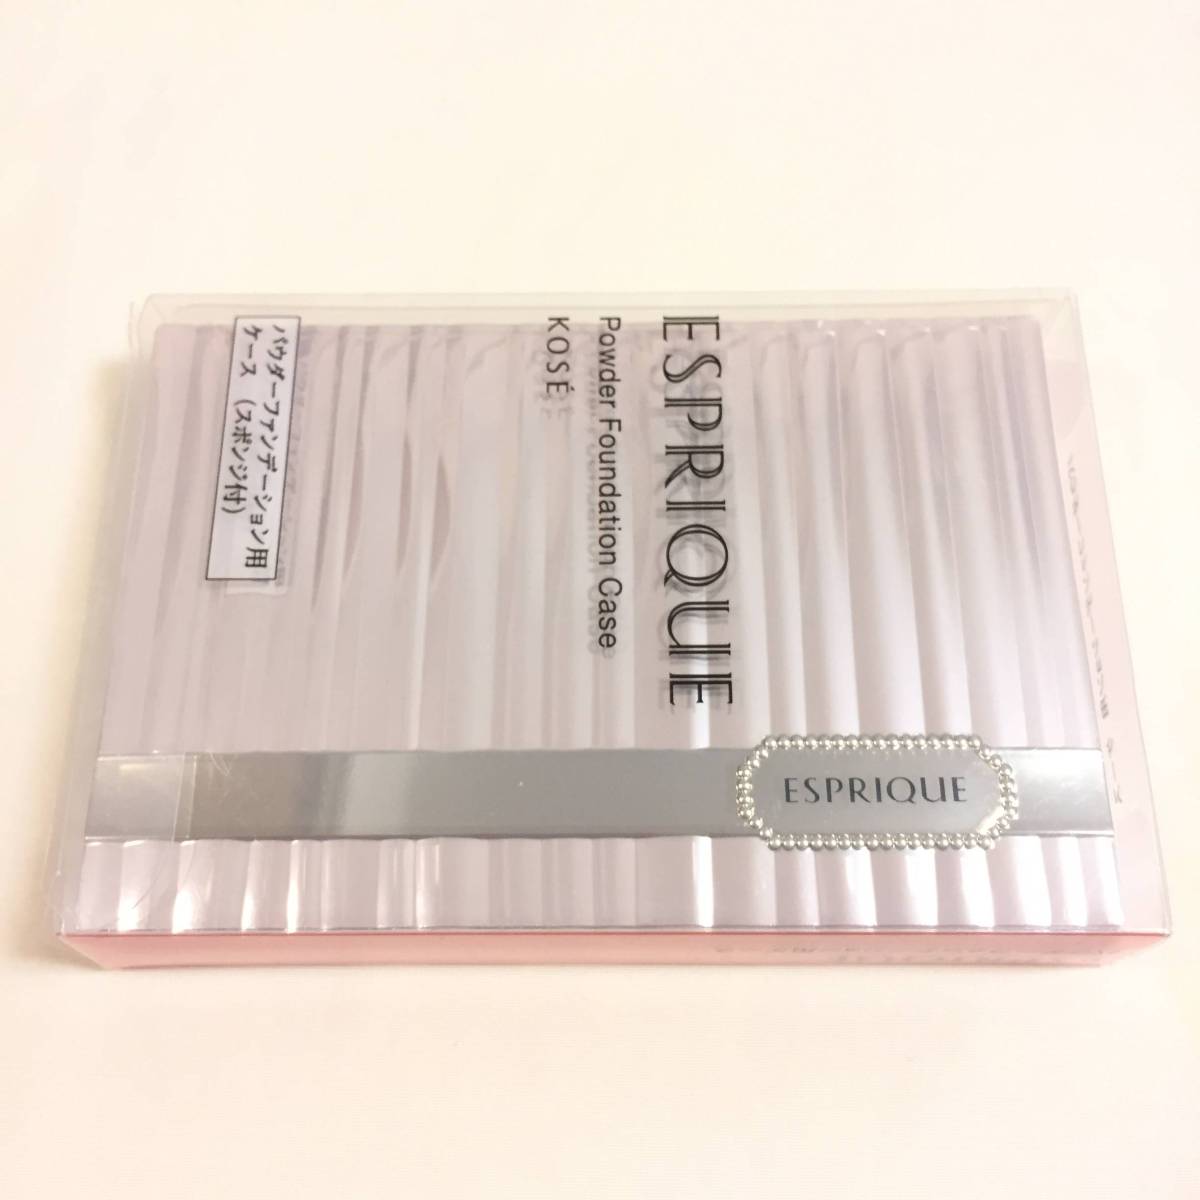 ESPRIQUE
Powder Foundation Case
KOSÉ
パウダーファンデーション用
ケース（スポンジ付）
ESPRIQUE